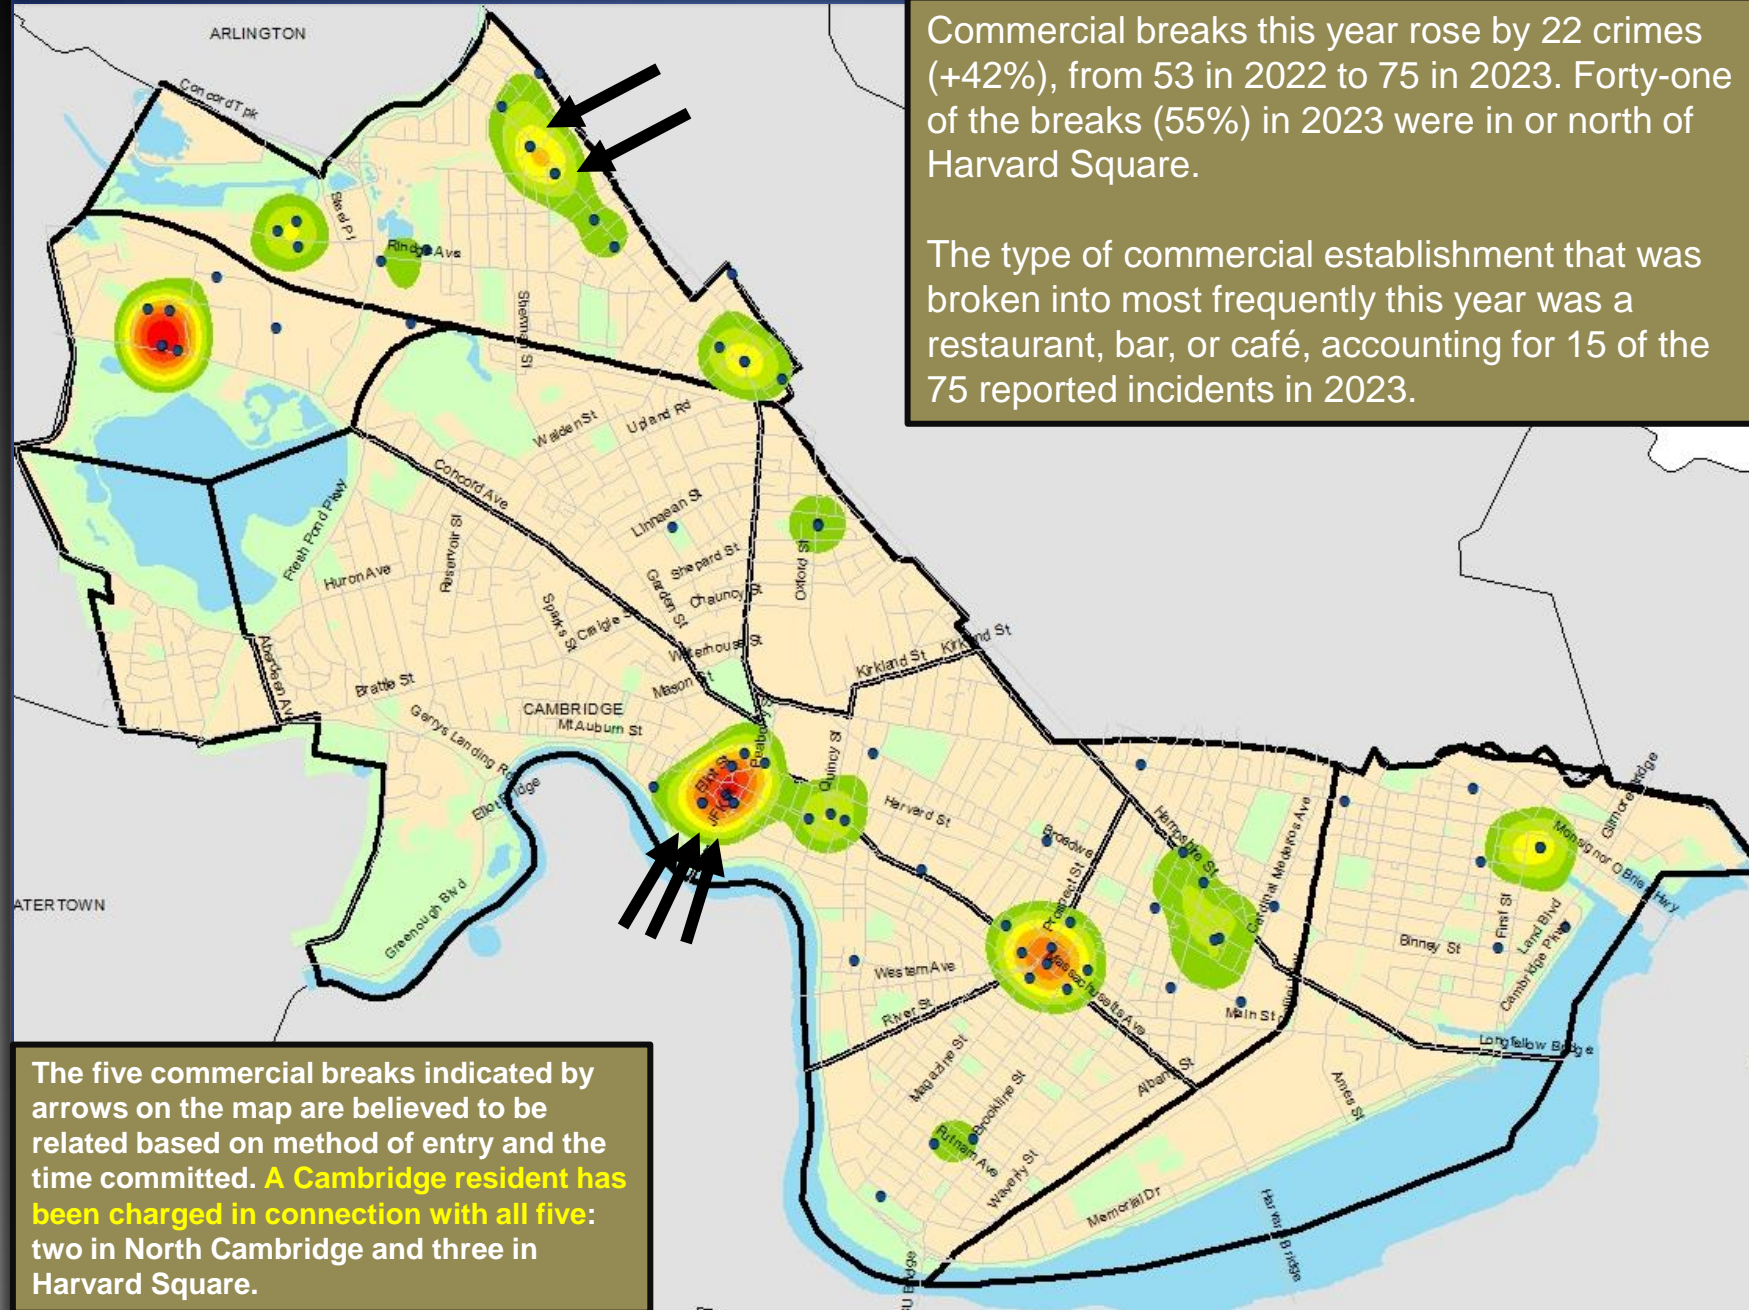 ARLINGTON
Concord Tpk
Commercial breaks this year rose by 22 crimes
(+42%), from 53 in 2022 to 75 in 2023. Forty-one
of the breaks (55%) in 2023 were in or north of
Harvard Square.
The type of commercial establishment that was
broken into most frequently this year was a
restaurant, bar, or café, accounting for 15 of the
75 reported incidents in 2023.
Steel Pl
Rindge Ave
Sherman St
Walden St
Upland Rd
Concord Ave
Fresh Pond Pkwy
Reservoir St
Linnaean St
Huron Ave
Shepard St
Garden St
Chauncy St
Oxford St
Sparks St
Craigie
Waterhouse St
Kirkland St
Kirkland St
Aberdeen Av
Brattle St
Mason St
CAMBRIDGE
Mt Auburn St
Gerrys Landing Rd
Eliot Bridge
Eliot St
JFK
Quincy St
Harvard St
Broadwa
Prospect St
Hampshire St
Cardinal Medeiros Ave
Gilmore Bridge
Monsignor O Brien Hwy
ATERTOWN
Greenough Blvd
First St
Land Blvd
Binney St
Cambridge Pkwy
Western Ave
Massachusetts Ave
River St
Main St
Longfellow Bridge
Magazine St
Brookline St
Albany St
Ames St
Putnam Ave
Waverly St
Memorial Dr
Harvard Bridge
U Bridge
The five commercial breaks indicated by
arrows on the map are believed to be
related based on method of entry and the
time committed. A Cambridge resident has
been charged in connection with all five:
two in North Cambridge and three in
Harvard Square.